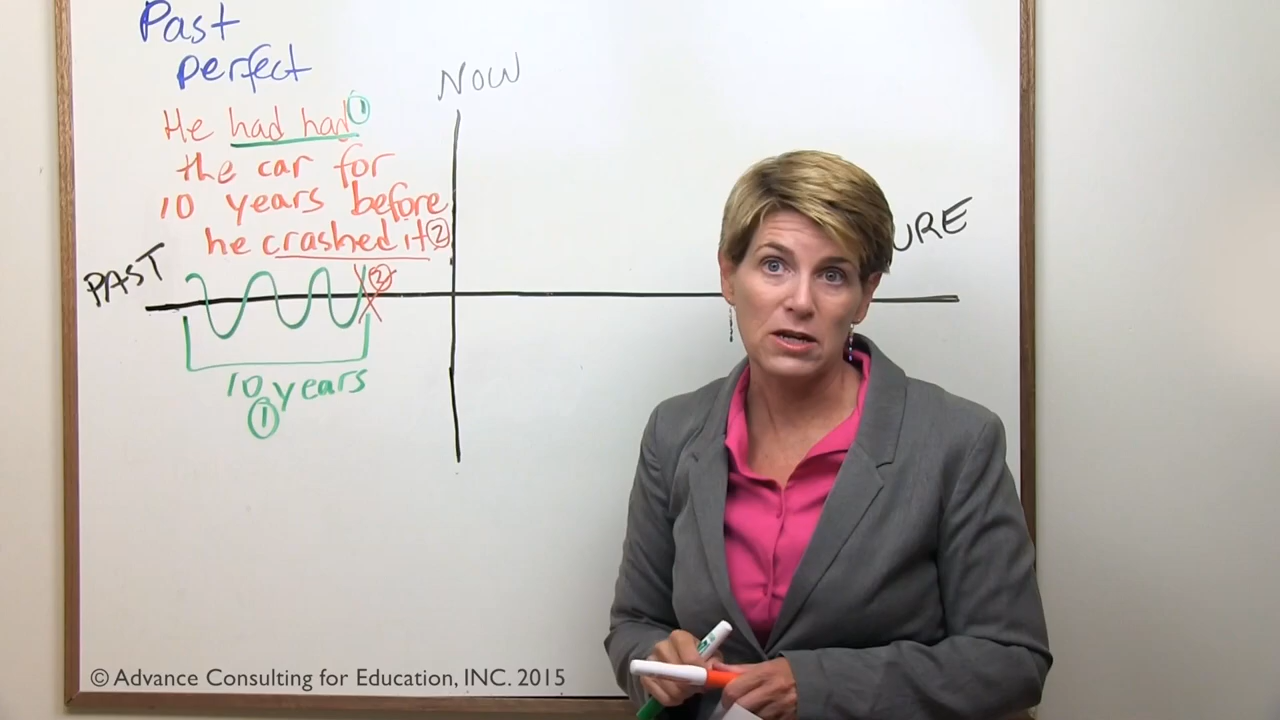 Past
perfect
NOW
He had had ①
the car for
10 years before
he crashed it ②
PAST
②
URE
10 years
①
© Advance Consulting for Education, INC. 2015